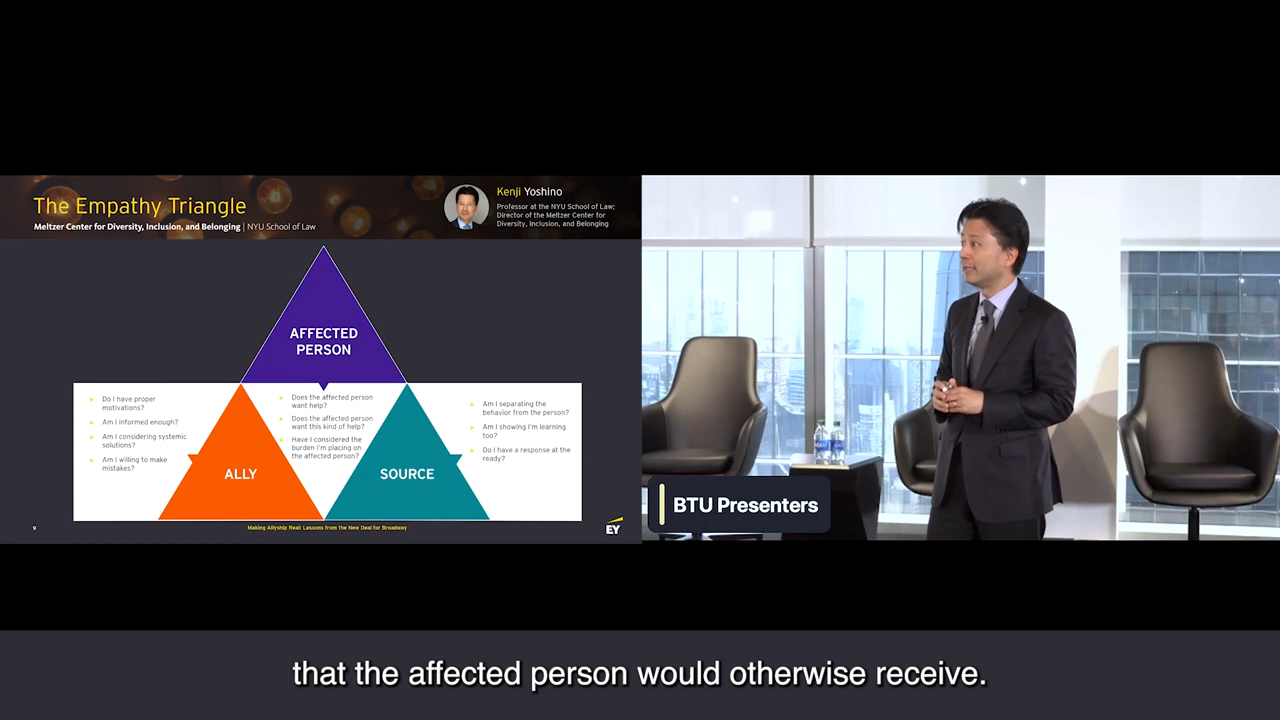 The Empathy Triangle
Meltzer Center for Diversity, Inclusion, and Belonging | NYU School of Law
Kenji Yoshino
Professor at the NYU School of Law;
Director of the Meltzer Center for
Diversity, Inclusion, and Belonging
AFFECTED
PERSON
Do I have proper
motivations?
Am I informed enough?
Am I considering systemic
solutions?
Am I willing to make
mistakes?
Does the affected person
want help?
Does the affected person
want this kind of help?
Have I considered the
burden I'm placing on
the affected person?
Am I separating the
behavior from the person?
Am I showing I'm learning
too?
Do I have a response at the
ready?
ALLY
SOURCE
9
Making Allyship Real: Lessons from the New Deal for Broadway
EY
BTU Presenters
that the affected person would otherwise receive.